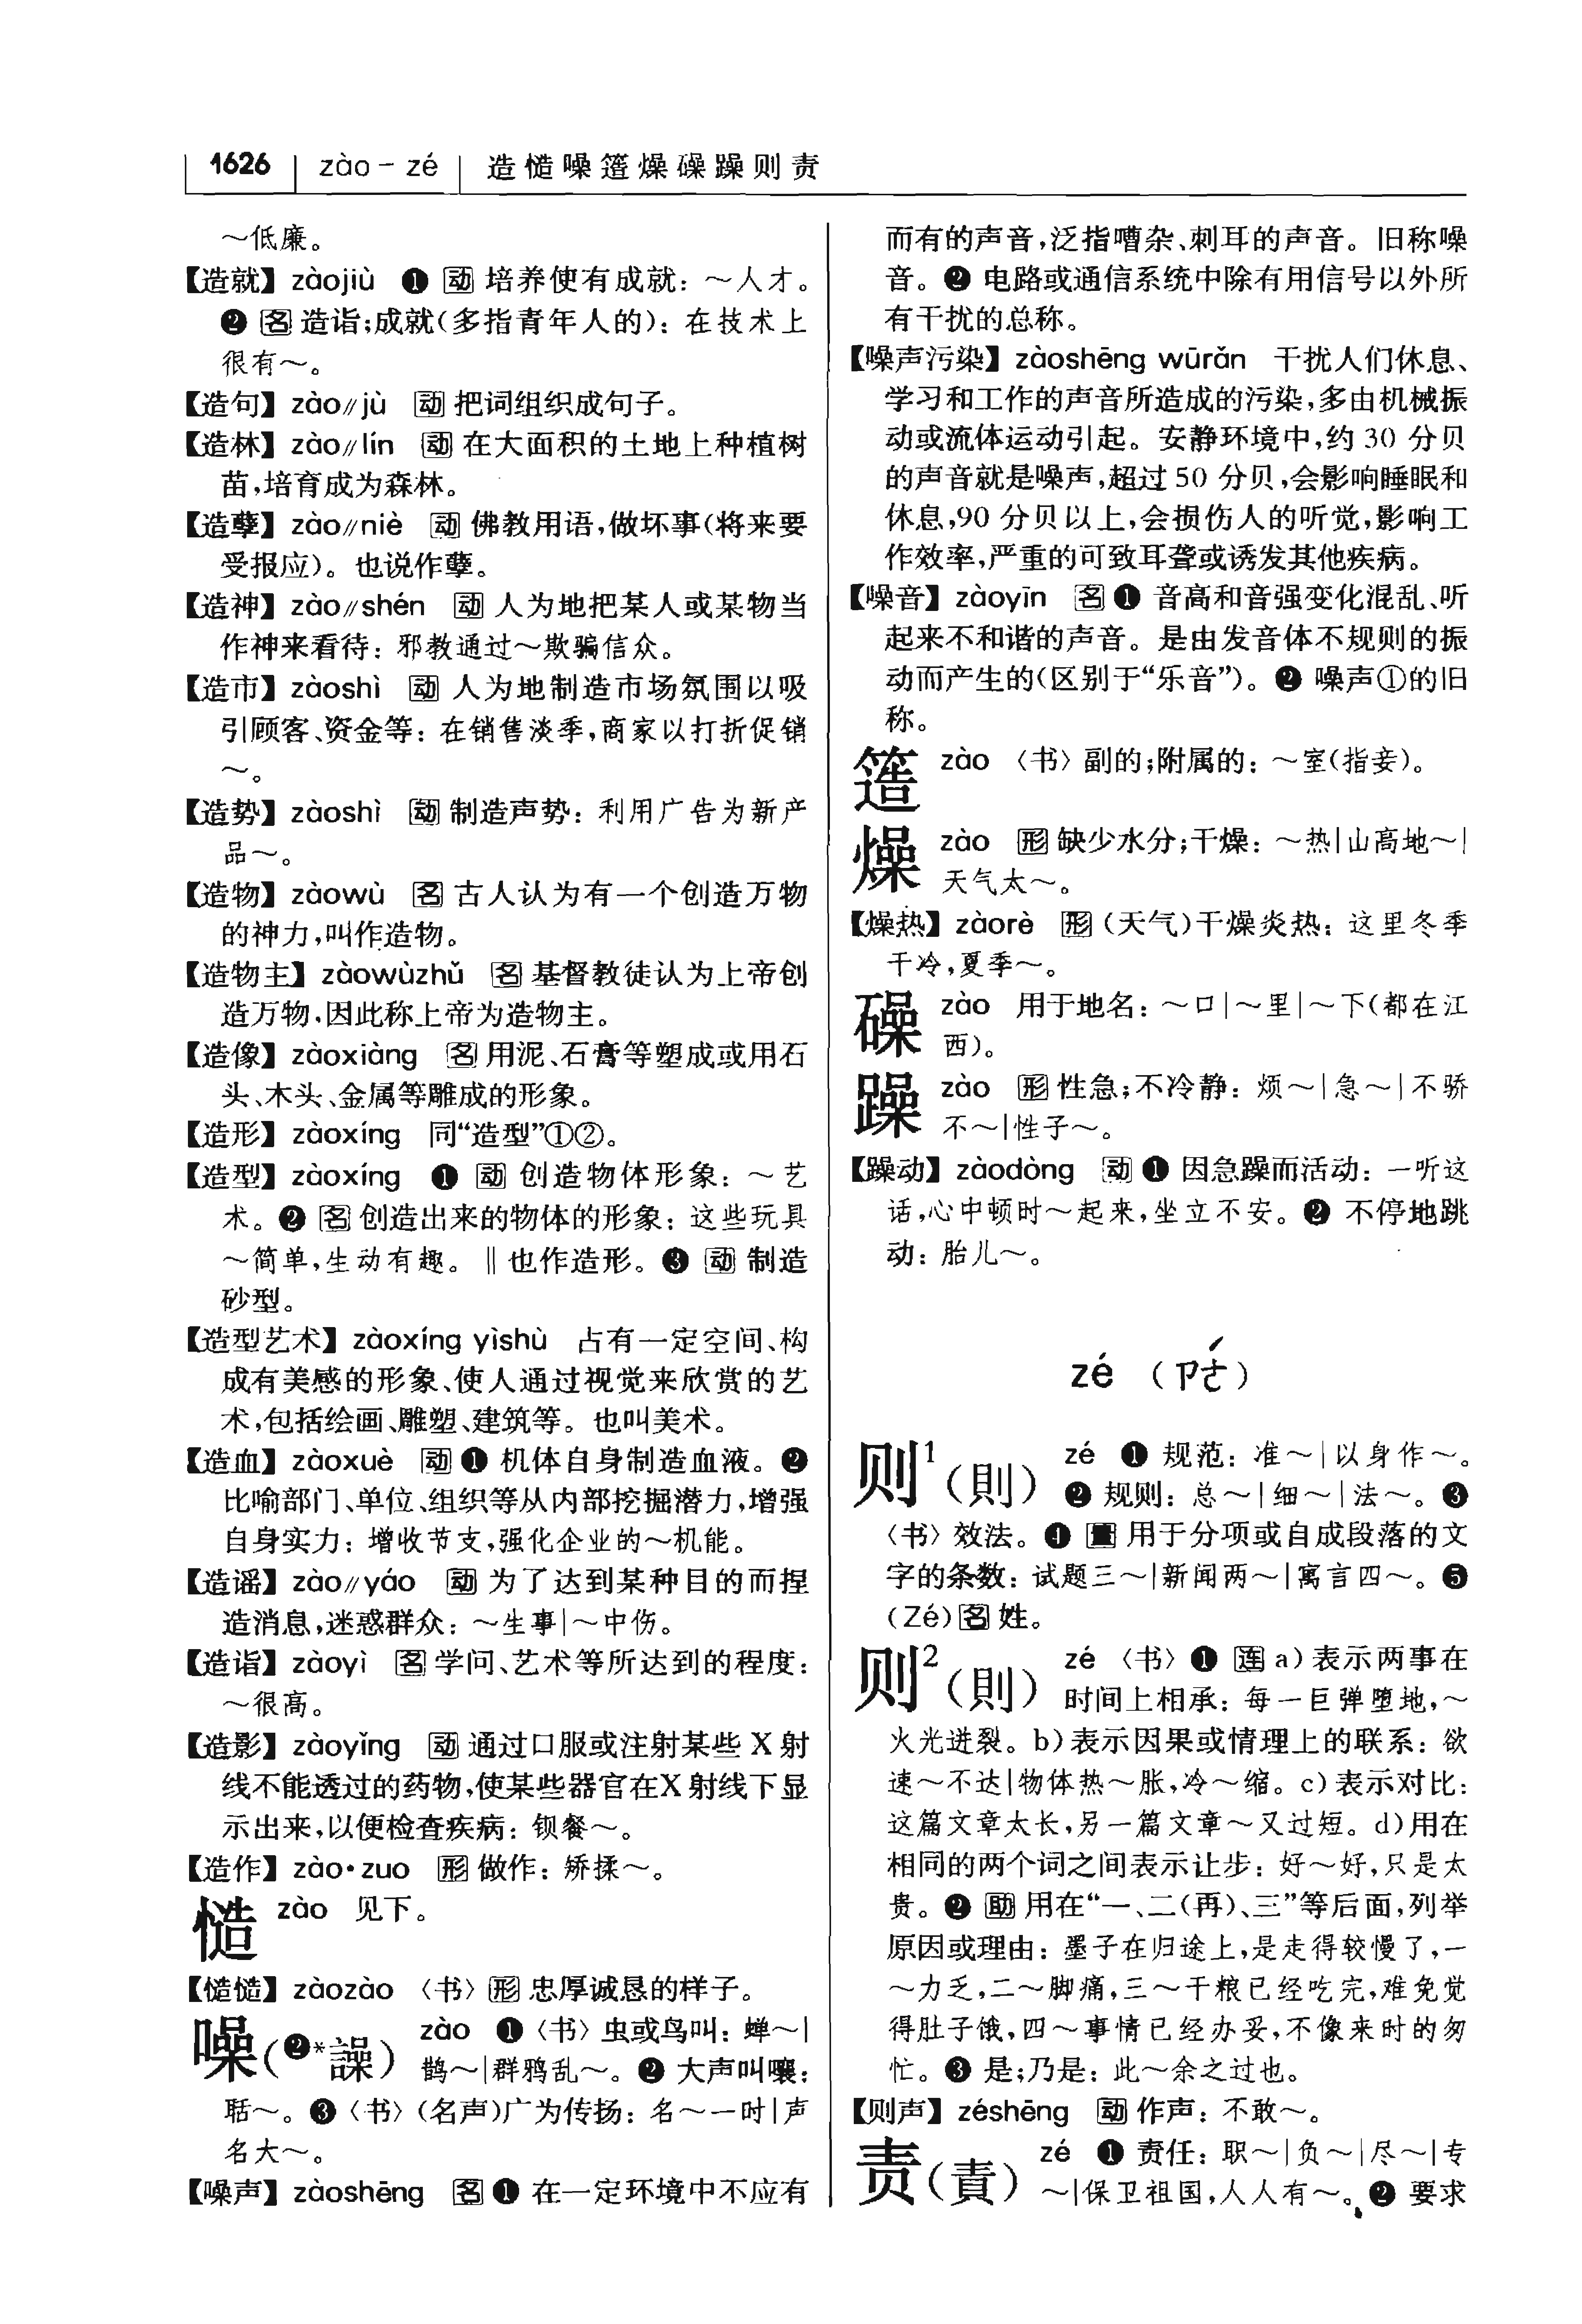 1626 zào－zé 造慥噪簉燥礃躁则责
～低廉。
【造就】zàojiù ❶ 动 培养使有成就：～人才。
❷ 名 造诣；成就（多指青年人的）：在技术上
很有～。
【造句】zào∥jù 动 把词组织成句子。
【造林】zào∥lín 动 在大面积的土地上种植树
苗，培育成为森林。
【造孽】zào∥niè 动 佛教用语，做坏事（将来要
受报应）。也说作孽。
【造神】zào∥shén 动 人为地把某人或某物当
作神来看待：邪教通过～欺骗信众。
【造市】zàoshì 动 人为地制造市场氛围以吸
引顾客、资金等：在销售淡季，商家以打折促销
～。
【造势】zàoshì 动 制造声势：利用广告为新产
品～。
【造物】zàowù 名 古人认为有一个创造万物
的神力，叫作造物。
【造物主】zàowùzhǔ 名 基督教徒认为上帝创
造万物，因此称上帝为造物主。
【造像】zàoxiàng 名 用泥、石膏等塑成或用石
头、木头、金属等雕成的形象。
【造形】zàoxíng 同“造型”①②。
【造型】zàoxíng ❶ 动 创造物体形象：～艺
术。❷ 名 创造出来的物体的形象：这些玩具
～简单，生动有趣。‖也作造形。❸ 动 制造
砂型。
【造型艺术】zàoxíng yìshù 占有一定空间、构
成有美感的形象、使人通过视觉来欣赏的艺
术，包括绘画、雕塑、建筑等。也叫美术。
【造血】zàoxuè 动 ❶ 机体自身制造血液。❷
比喻部门、单位、组织等从内部挖掘潜力，增强
自身实力：增收节支，强化企业的～机能。
【造谣】zào∥yáo 动 为了达到某种目的而捏
造消息，迷惑群众：～生事|～中伤。
【造诣】zàoyì 名 学问、艺术等所达到的程度：
～很高。
【造影】zàoyǐng 动 通过口服或注射某些 X 射
线不能透过的药物，使某些器官在X射线下显
示出来，以便检查疾病：钡餐～。
【造作】zào·zuo 形 做作：矫揉～。
慥 zào 见下。
【慥慥】zàozào 〈书〉形 忠厚诚恳的样子。
噪（❷*譟） zào ❶〈书〉虫或鸟叫：蝉～|
鹊～|群鸦乱～。❷ 大声叫嚷：
聒～。❸〈书〉（名声）广为传扬：名～一时|声
名大～。
【噪声】zàoshēng 名 ❶ 在一定环境中不应有
而有的声音，泛指嘈杂、刺耳的声音。旧称噪
音。❷ 电路或通信系统中除有用信号以外所
有干扰的总称。
【噪声污染】zàoshēng wūrǎn 干扰人们休息、
学习和工作的声音所造成的污染，多由机械振
动或流体运动引起。安静环境中，约 30 分贝
的声音就是噪声，超过 50 分贝，会影响睡眠和
休息，90 分贝以上，会损伤人的听觉，影响工
作效率，严重的可致耳聋或诱发其他疾病。
【噪音】zàoyīn 名 ❶ 音高和音强变化混乱、听
起来不和谐的声音。是由发音体不规则的振
动而产生的（区别于“乐音”）。❷ 噪声①的旧
称。
簉 zào 〈书〉副的；附属的：～室（指妾）。
燥 zào 形 缺少水分；干燥：～热|山高地～|
天气太～。
【燥热】zàorè 形（天气）干燥炎热：这里冬季
干冷，夏季～。
䃥 zào 用于地名：～口|～里|～下（都在江
西）。
躁 zào 形 性急；不冷静：烦～|急～|不骄
不～|性子～。
【躁动】zàodòng 动 ❶ 因急躁而活动：一听这
话，心中顿时～起来，坐立不安。❷ 不停地跳
动：胎儿～。
zé （ㄗㄜˊ）
则¹（則） zé ❶ 规范：准～|以身作～。
❷ 规则：总～|细～|法～。❸
〈书〉效法。❹ 量 用于分项或自成段落的文
字的条数：试题三～|新闻两～|寓言四～。❺
（Zé）名 姓。
则²（則） zé 〈书〉❶ 连 a）表示两事在
时间上相承：每一巨弹堕地，～
火光迸裂。b）表示因果或情理上的联系：欲
速～不达|物体热～胀，冷～缩。c）表示对比：
这篇文章太长，另一篇文章～又过短。d）用在
相同的两个词之间表示让步：好～好，只是太
贵。❷ 助 用在“一、二（再）、三”等后面，列举
原因或理由：墨子在归途上，是走得较慢了，一
～力乏，二～脚痛，三～干粮已经吃完，难免觉
得肚子饿，四～事情已经办妥，不像来时的匆
忙。❸ 是；乃是：此～余之过也。
【则声】zéshēng 动 作声：不敢～。
责（責） zé ❶ 责任：职～|负～|尽～|专
～|保卫祖国，人人有～。❷ 要求